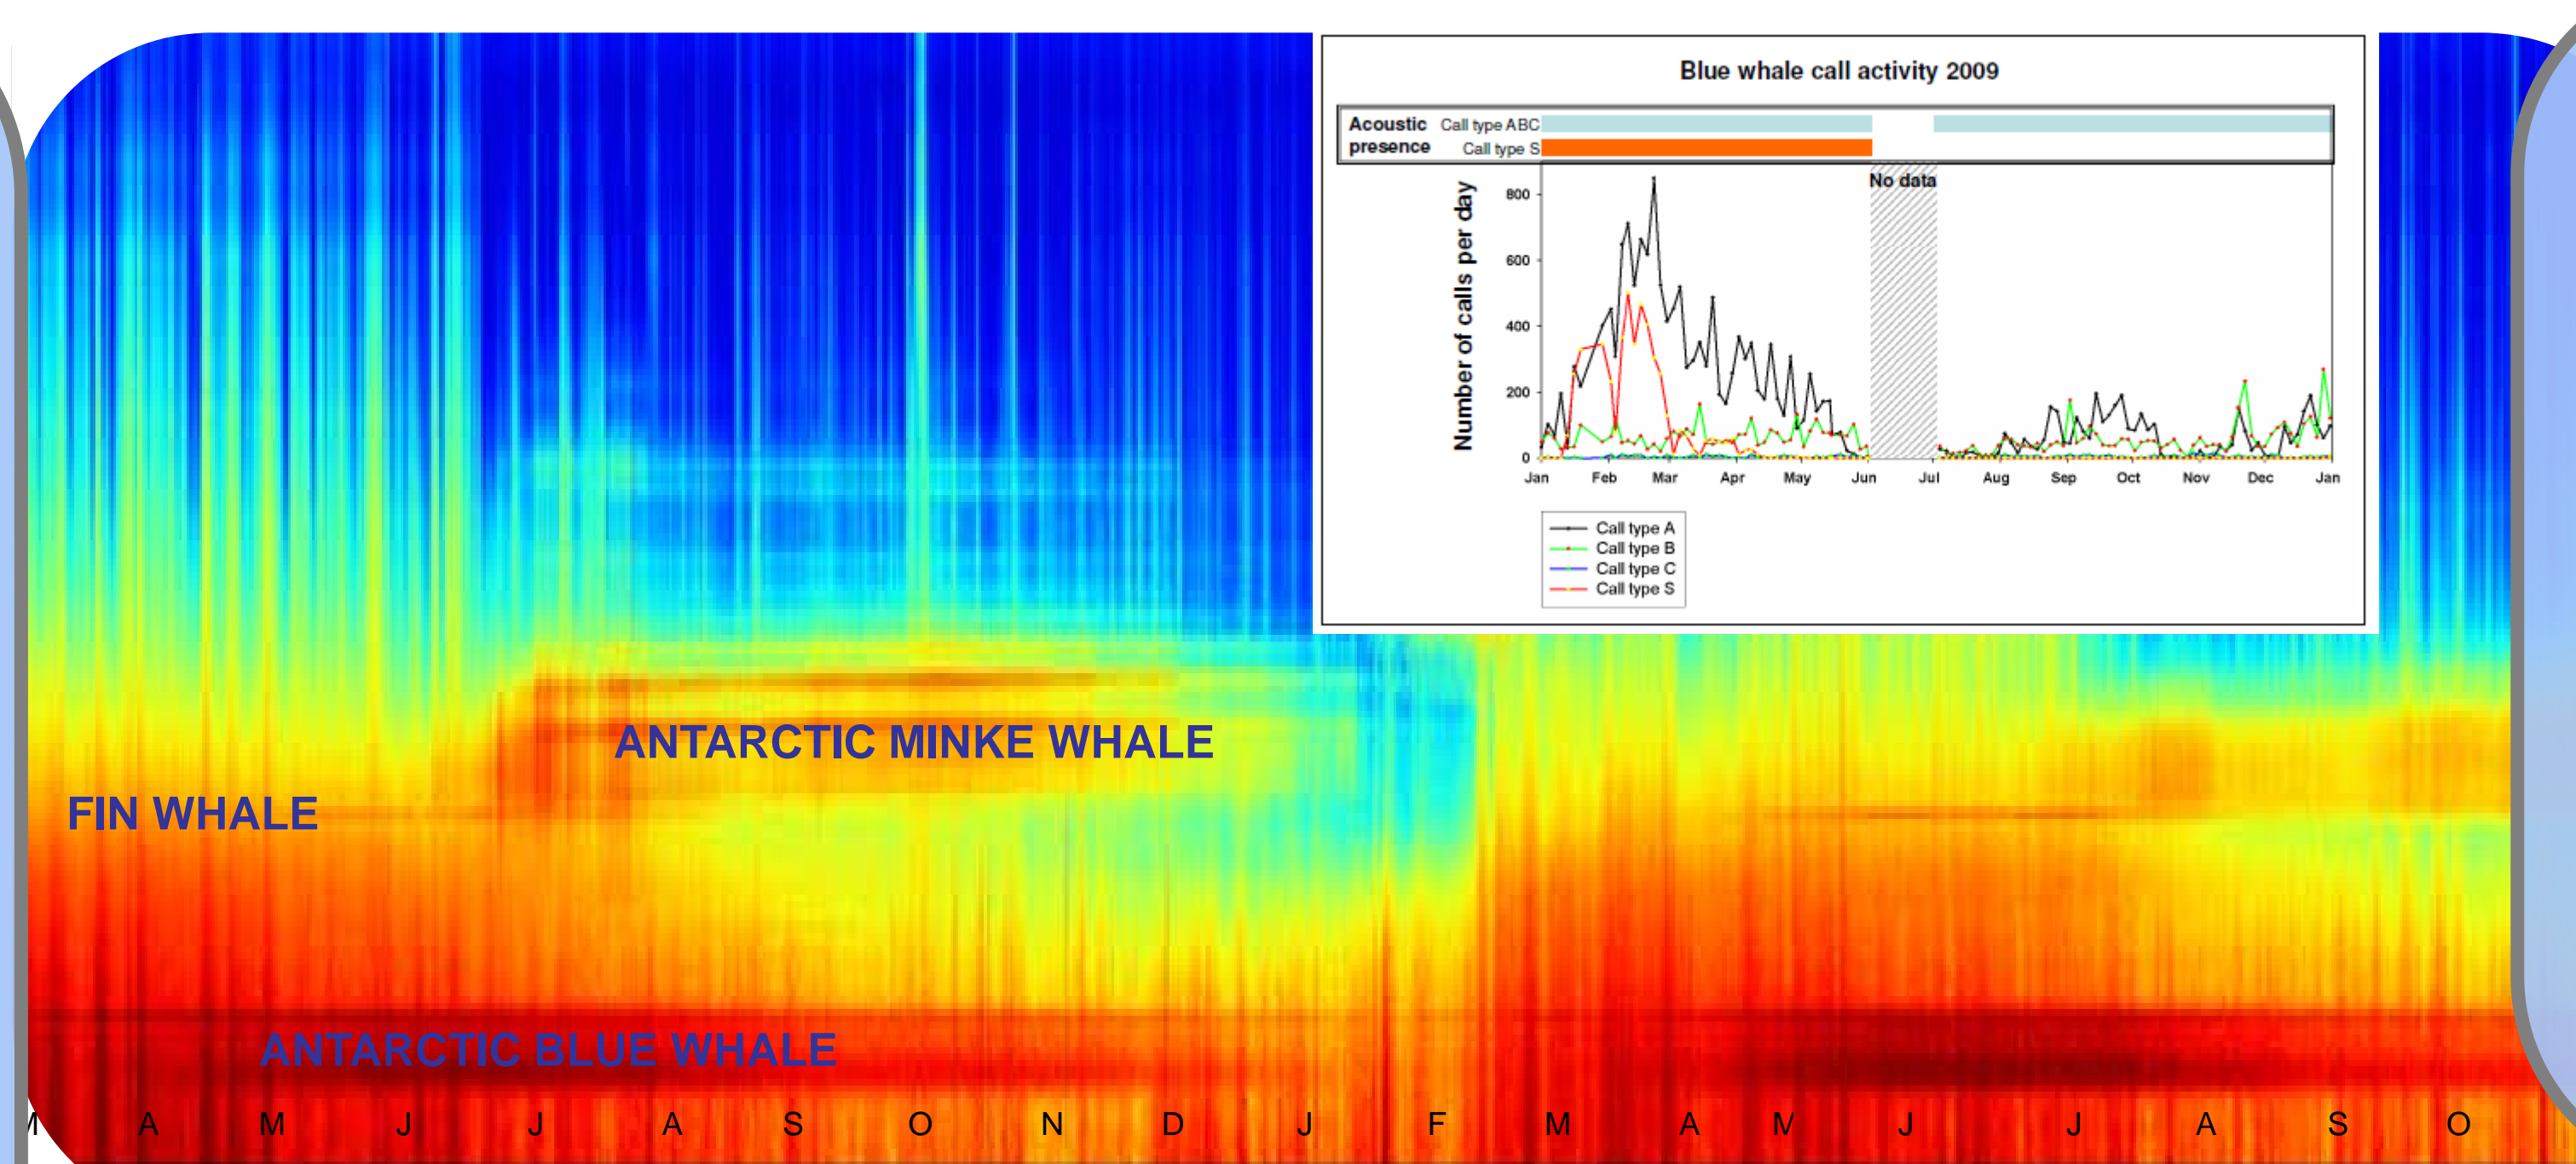 Blue whale call activity 2009
Acoustic presence
Call type ABC
Call type S
No data
Number of calls per day
800
600
400
200
0
Jan Feb Mar Apr May Jun Jul Aug Sep Oct Nov Dec Jan
Call type A
Call type B
Call type C
Call type S
ANTARCTIC MINKE WHALE
FIN WHALE
ANTARCTIC BLUE WHALE
M A M J J A S O N D J F M A M J J A S O